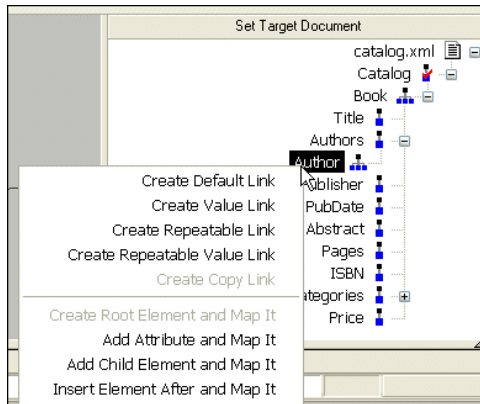 Set Target Document
catalog.xml
Catalog
Book
Title
Authors
Author
Publisher
PubDate
Abstract
Pages
ISBN
ategories
Price
Create Default Link
Create Value Link
Create Repeatable Link
Create Repeatable Value Link
Create Copy Link
Create Root Element and Map It
Add Attribute and Map It
Add Child Element and Map It
Insert Element After and Map It